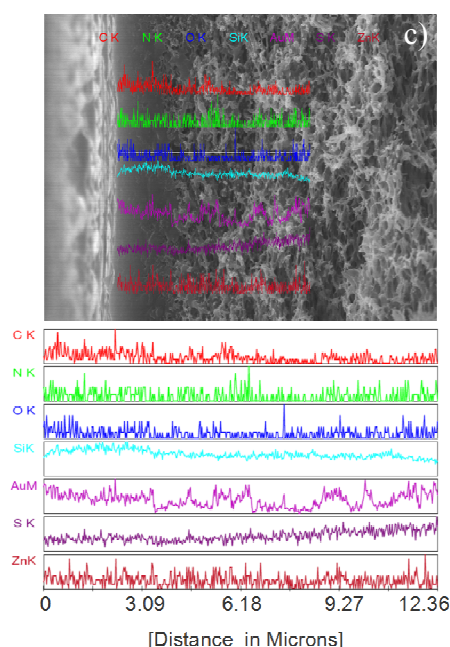 c)
C K N K O K SiK AuM S K ZnK
C K
N K
O K
SiK
AuM
S K
ZnK
0 3.09 6.18 9.27 12.36
[Distance in Microns]